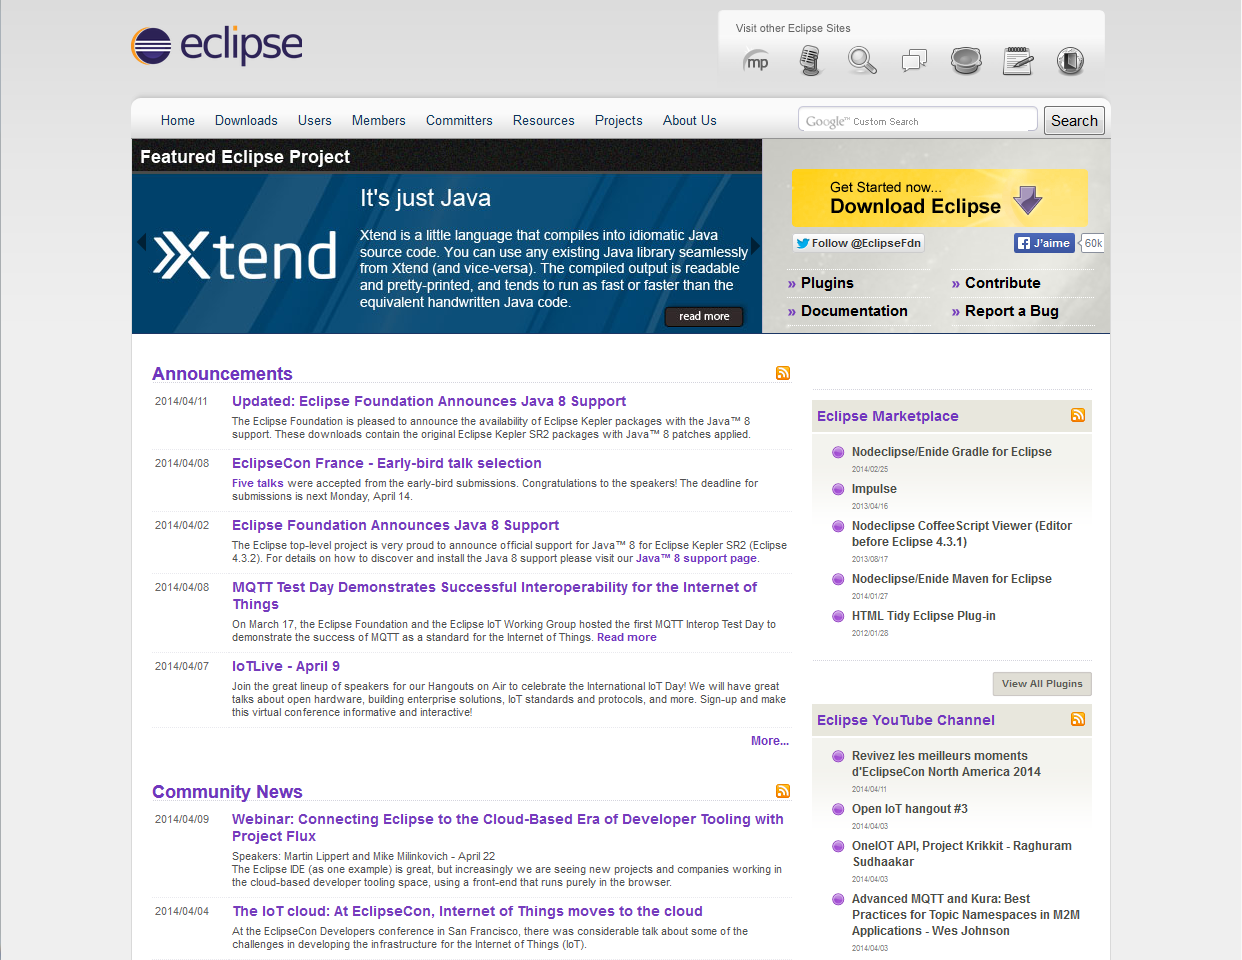 eclipse
Visit other Eclipse Sites
mp
Home Downloads Users Members Committers Resources Projects About Us
Google™ Custom Search
Search
Featured Eclipse Project
Xtend
It's just Java
Xtend is a little language that compiles into idiomatic Java
source code. You can use any existing Java library seamlessly
from Xtend (and vice-versa). The compiled output is readable
and pretty-printed, and tends to run as fast or faster than the
equivalent handwritten Java code.
read more
Get Started now...
Download Eclipse
Follow @EclipseFdn
J'aime 60k
» Plugins
» Contribute
» Documentation
» Report a Bug
Announcements
2014/04/11 Updated: Eclipse Foundation Announces Java 8 Support
The Eclipse Foundation is pleased to announce the availability of Eclipse Kepler packages with the Java™ 8
support. These downloads contain the original Eclipse Kepler SR2 packages with Java™ 8 patches applied.
2014/04/08 EclipseCon France - Early-bird talk selection
Five talks were accepted from the early-bird submissions. Congratulations to the speakers! The deadline for
submissions is next Monday, April 14.
2014/04/02 Eclipse Foundation Announces Java 8 Support
The Eclipse top-level project is very proud to announce official support for Java™ 8 for Eclipse Kepler SR2 (Eclipse
4.3.2). For details on how to discover and install the Java 8 support please visit our Java™ 8 support page.
2014/04/08 MQTT Test Day Demonstrates Successful Interoperability for the Internet of
Things
On March 17, the Eclipse Foundation and the Eclipse IoT Working Group hosted the first MQTT Interop Test Day to
demonstrate the success of MQTT as a standard for the Internet of Things. Read more
2014/04/07 IoTLive - April 9
Join the great lineup of speakers for our Hangouts on Air to celebrate the International IoT Day! We will have great
talks about open hardware, building enterprise solutions, IoT standards and protocols, and more. Sign-up and make
this virtual conference informative and interactive!
More...
Community News
2014/04/09 Webinar: Connecting Eclipse to the Cloud-Based Era of Developer Tooling with
Project Flux
Speakers: Martin Lippert and Mike Milinkovich - April 22
The Eclipse IDE (as one example) is great, but increasingly we are seeing new projects and companies working in
the cloud-based developer tooling space, using a front-end that runs purely in the browser.
2014/04/04 The IoT cloud: At EclipseCon, Internet of Things moves to the cloud
At the EclipseCon Developers conference in San Francisco, there was considerable talk about some of the
challenges in developing the infrastructure for the Internet of Things (IoT).
Eclipse Marketplace
Nodeclipse/Enide Gradle for Eclipse
2014/02/25
Impulse
2013/04/16
Nodeclipse CoffeeScript Viewer (Editor
before Eclipse 4.3.1)
2013/08/17
Nodeclipse/Enide Maven for Eclipse
2014/01/27
HTML Tidy Eclipse Plug-in
2012/01/28
View All Plugins
Eclipse YouTube Channel
Revivez les meilleurs moments
d'EclipseCon North America 2014
2014/04/11
Open IoT hangout #3
2014/04/03
OneIOT API, Project Krikkit - Raghuram
Sudhaakar
2014/04/03
Advanced MQTT and Kura: Best
Practices for Topic Namespaces in M2M
Applications - Wes Johnson
2014/04/03